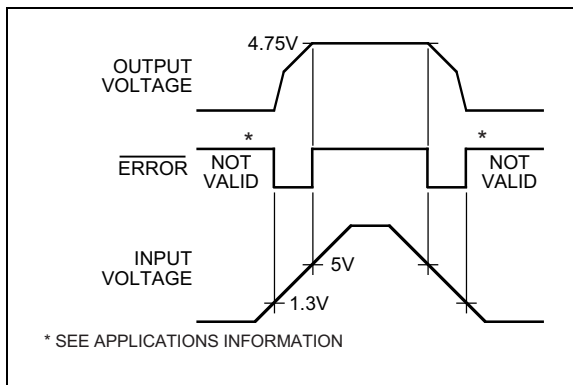 4.75V
OUTPUT
VOLTAGE
*
*
ERROR
NOT
VALID
NOT
VALID
INPUT
VOLTAGE
5V
1.3V
* SEE APPLICATIONS INFORMATION